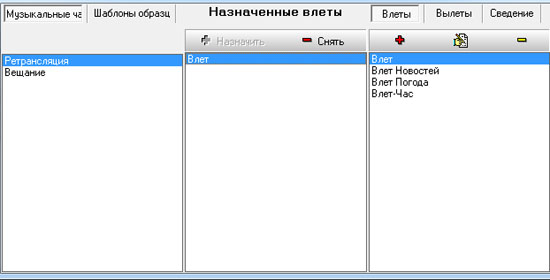 Музыкальные ча
Шаблоны образц
Назначенные влеты
Влеты
Вылеты
Сведение
Назначить
Снять
Ретрансляция
Вещание
Влет
Влет
Влет Новостей
Влет Погода
Влет-Час